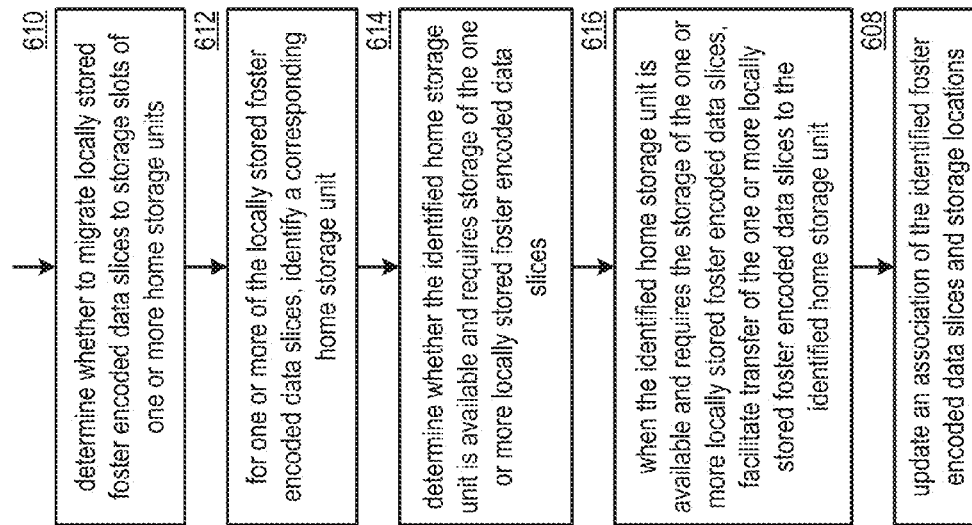 610
determine whether to migrate locally stored
foster encoded data slices to storage slots of
one or more home storage units
612
for one or more of the locally stored foster
encoded data slices, identify a corresponding
home storage unit
614
determine whether the identified home storage
unit is available and requires storage of the one
or more locally stored foster encoded data
slices
616
when the identified home storage unit is
available and requires the storage of the one or
more locally stored foster encoded data slices,
facilitate transfer of the one or more locally
stored foster encoded data slices to the
identified home storage unit
608
update an association of the identified foster
encoded data slices and storage locations